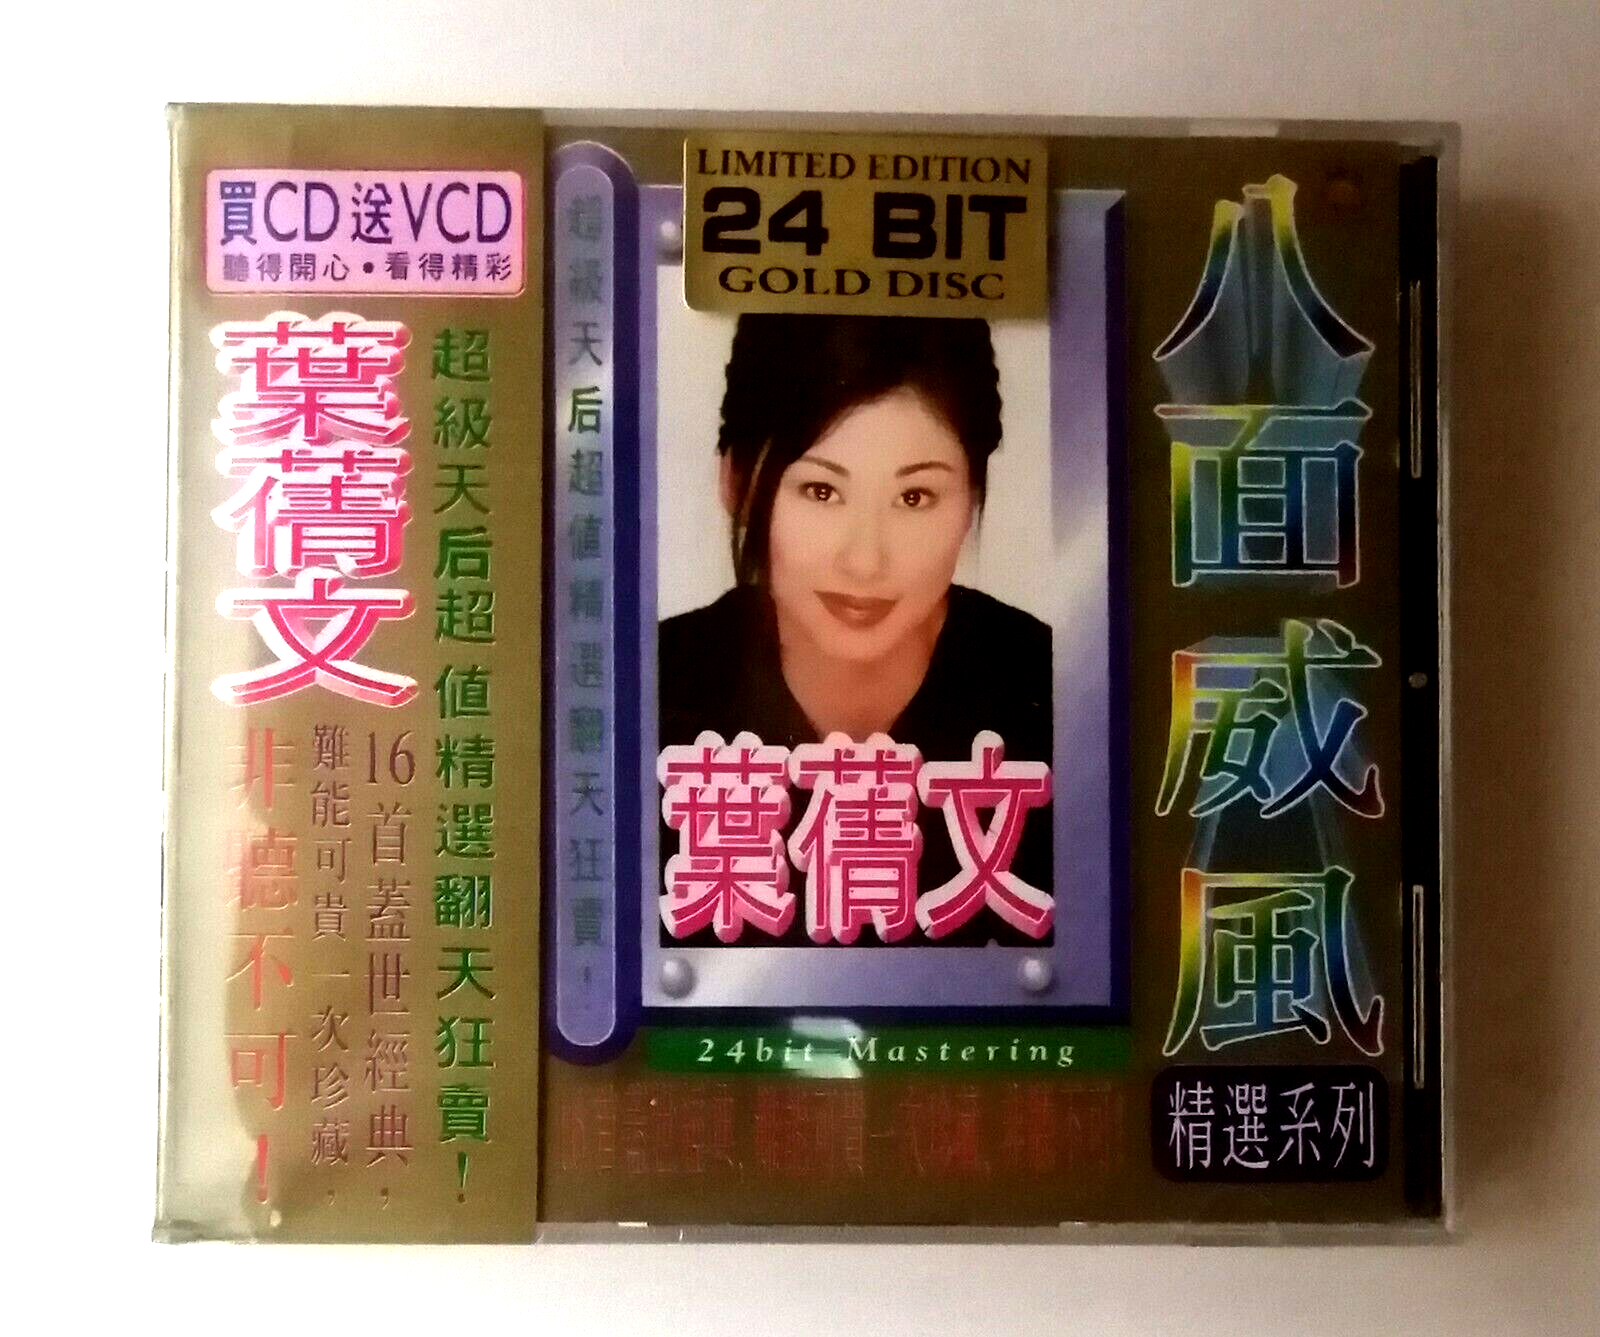 買CD送VCD
聽得開心•看得精彩
葉蒨文
超級天后超值精選翻天狂賣！
16首蓋世經典，
難能可貴一次珍藏，
非聽不可！
超級天后超值精選翻天狂賣！
LIMITED EDITION
24 BIT
GOLD DISC
葉蒨文
24bit Mastering
八面威風
精選系列